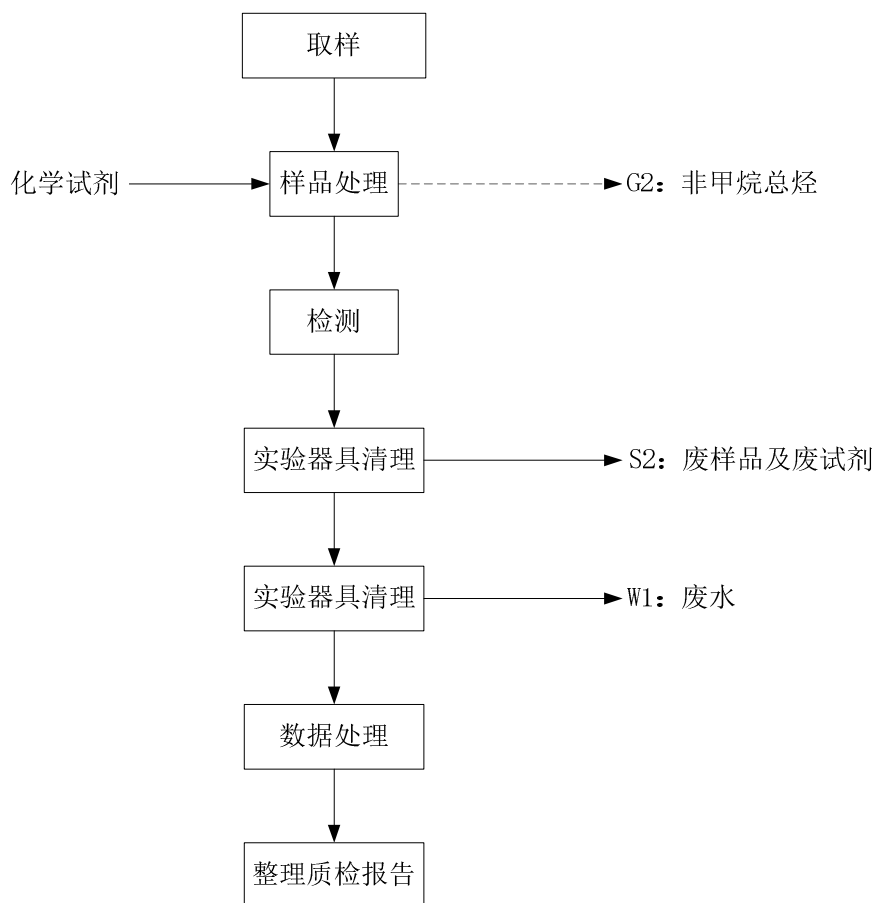 取样
化学试剂
样品处理
G2：非甲烷总烃
检测
实验器具清理
S2：废样品及废试剂
实验器具清理
W1：废水
数据处理
整理质检报告